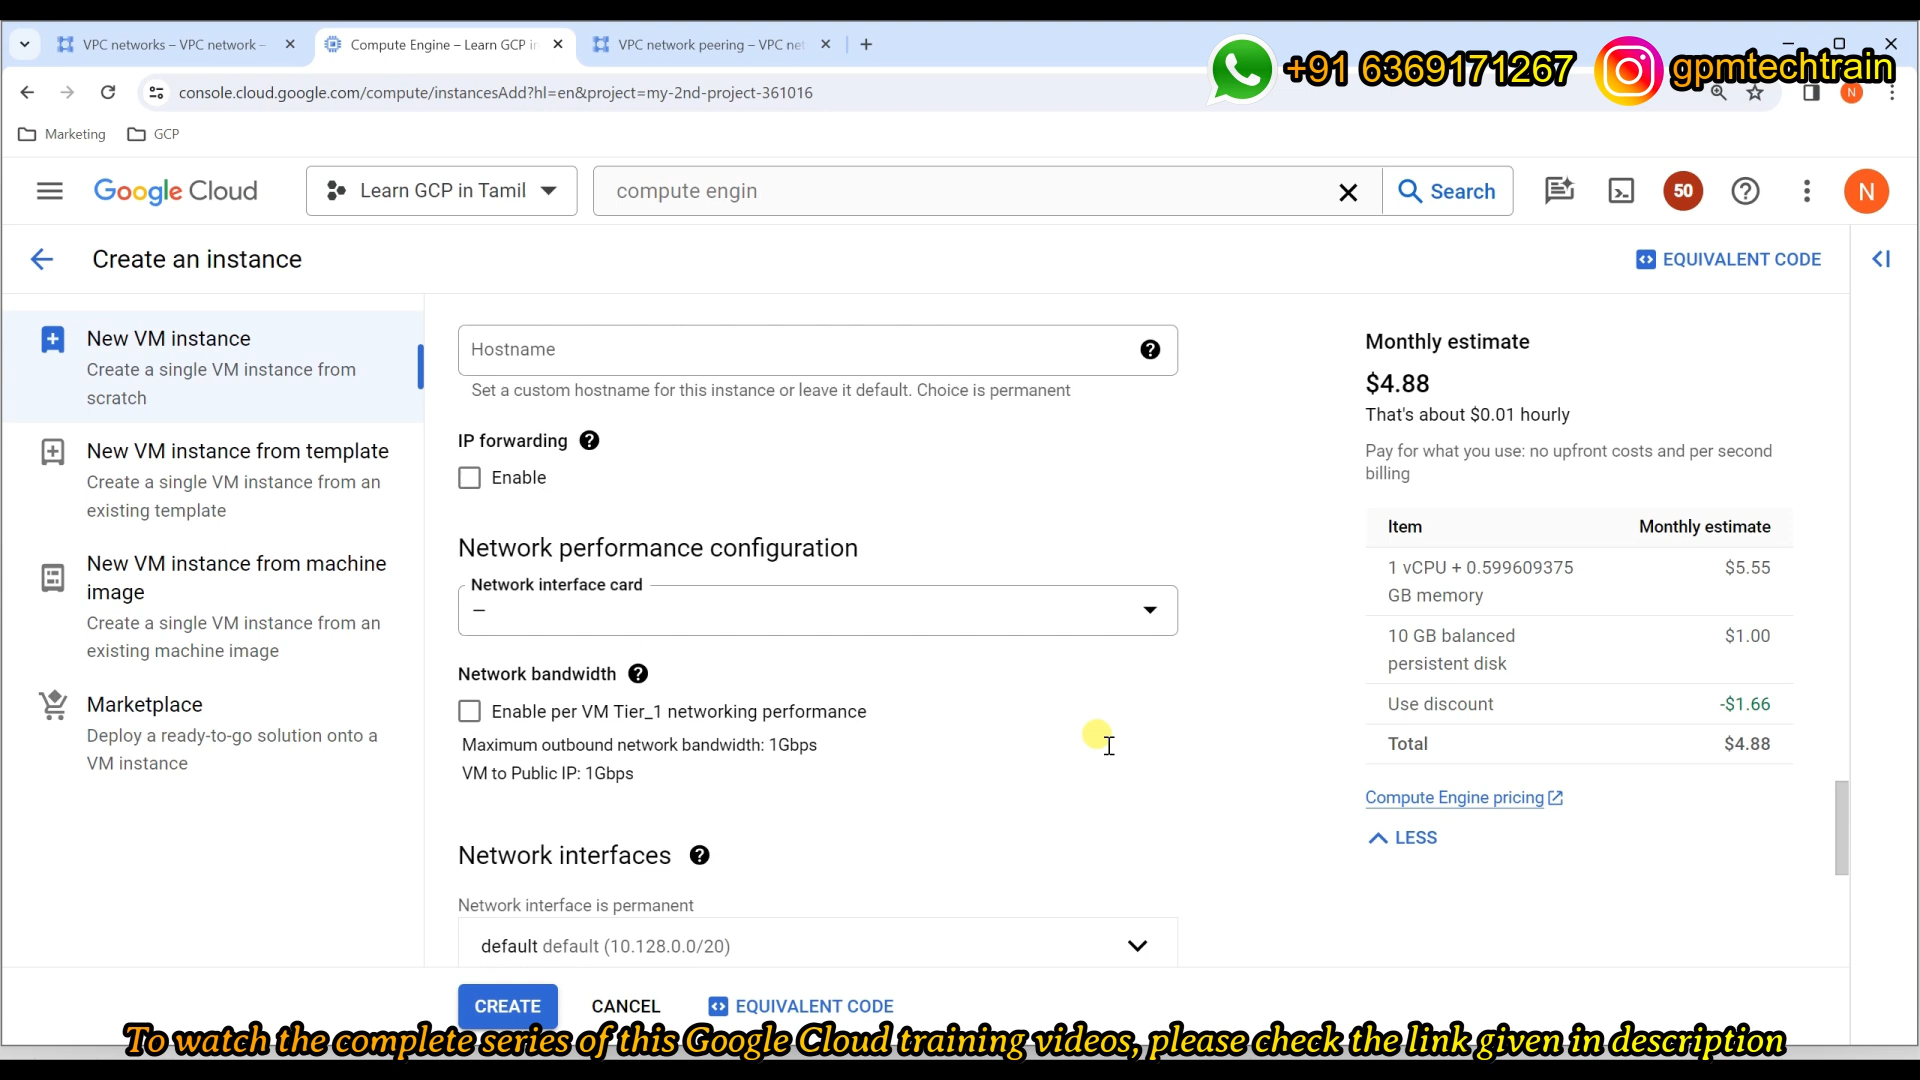 VPC networks – VPC network –
Compute Engine – Learn GCP in
VPC network peering – VPC net
+91 6369171267
gpmtechtrain
console.cloud.google.com/compute/instancesAdd?hl=en&project=my-2nd-project-361016
N
Marketing
GCP
Google Cloud
Learn GCP in Tamil
compute engin
Search
50
N
Create an instance
EQUIVALENT CODE
New VM instance
Create a single VM instance from
scratch
New VM instance from template
Create a single VM instance from an
existing template
New VM instance from machine
image
Create a single VM instance from an
existing machine image
Marketplace
Deploy a ready-to-go solution onto a
VM instance
Hostname
Set a custom hostname for this instance or leave it default. Choice is permanent
IP forwarding
Enable
Network performance configuration
Network interface card
–
Network bandwidth
Enable per VM Tier_1 networking performance
Maximum outbound network bandwidth: 1Gbps
VM to Public IP: 1Gbps
Network interfaces
Network interface is permanent
default default (10.128.0.0/20)
CREATE
CANCEL
EQUIVALENT CODE
Monthly estimate
$4.88
That's about $0.01 hourly
Pay for what you use: no upfront costs and per second
billing
Item Monthly estimate
1 vCPU + 0.599609375 $5.55
GB memory
10 GB balanced $1.00
persistent disk
Use discount -$1.66
Total $4.88
Compute Engine pricing
LESS
To watch the complete series of this Google Cloud training videos, please check the link given in description